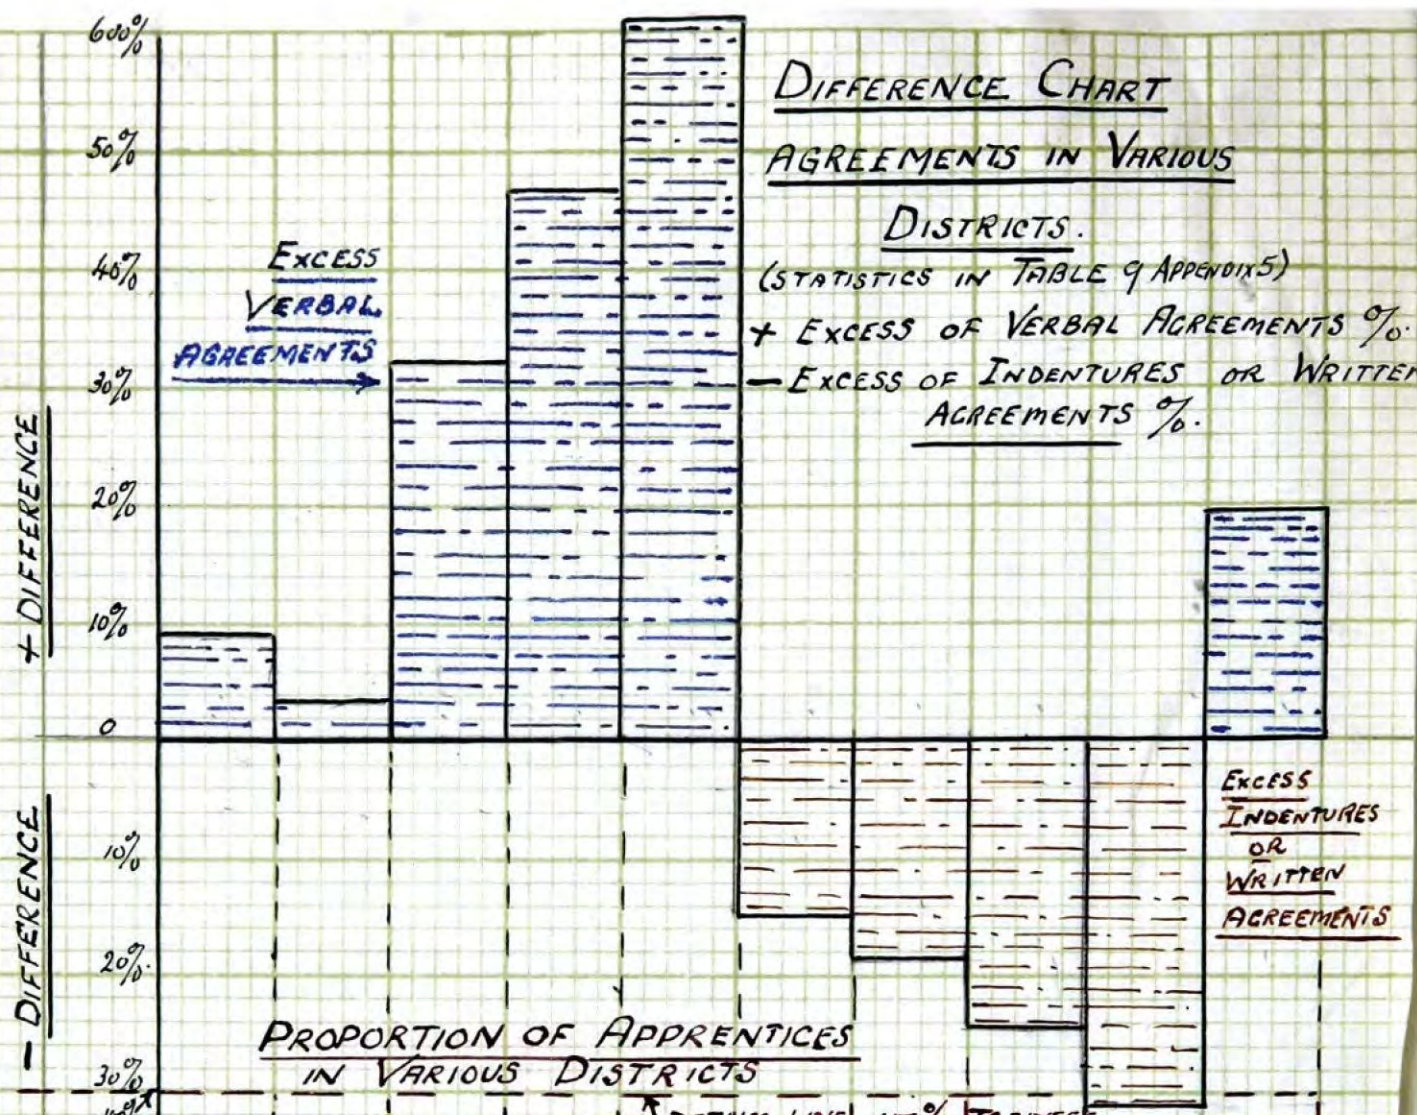 600%
50%
40%
30%
20%
10%
0
10%
20%
30%
+ DIFFERENCE
- DIFFERENCE
DIFFERENCE CHART
AGREEMENTS IN VARIOUS
DISTRICTS.
(STATISTICS IN TABLE 9 APPENDIX 5)
+ EXCESS OF VERBAL AGREEMENTS %.
- EXCESS OF INDENTURES OR WRITTEN
AGREEMENTS %.
EXCESS
VERBAL
AGREEMENTS
EXCESS
INDENTURES
OR
WRITTEN
AGREEMENTS
PROPORTION OF APPRENTICES
IN VARIOUS DISTRICTS